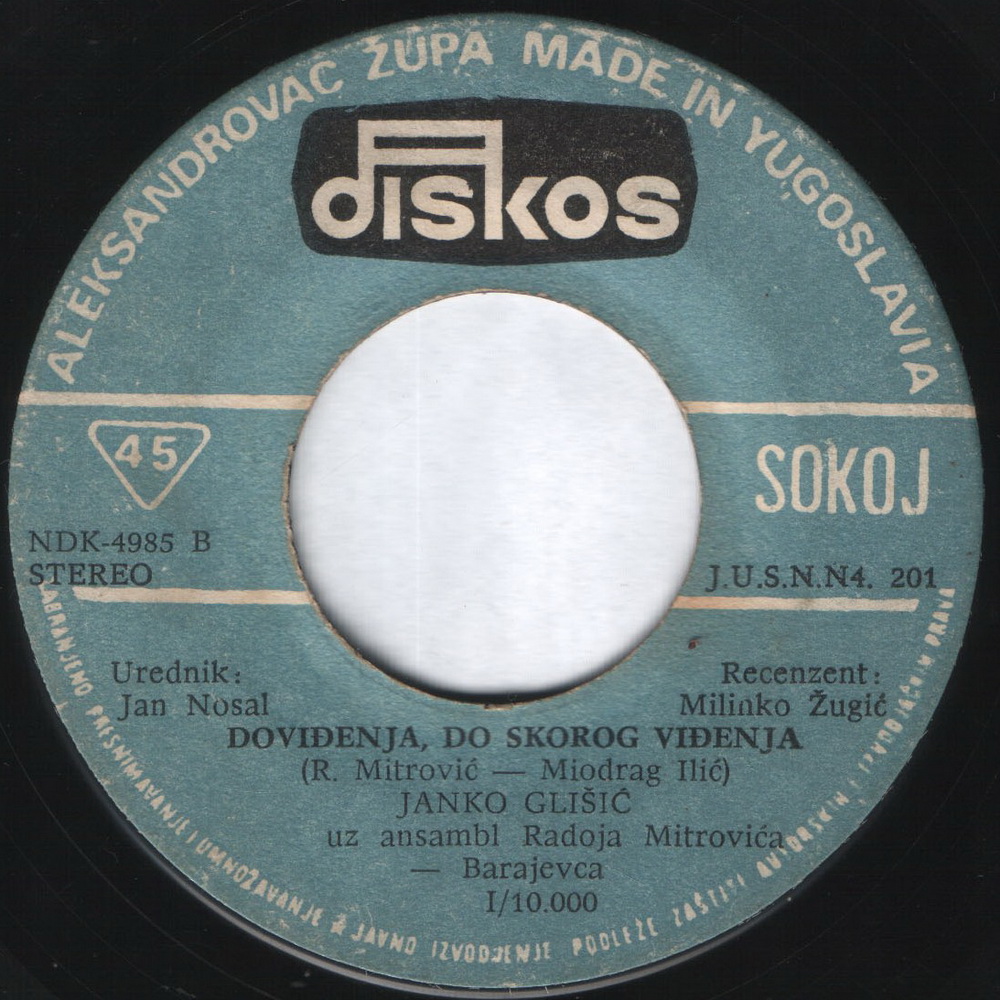 ALEKSANDROVAC ŽUPA MADE IN YUGOSLAVIA
diskos
45
SOKOJ
NDK-4985 B
STEREO
J.U.S.N.N4. 201
Urednik:
Jan Nosal
Recenzent:
Milinko Žugić
DOVIĐENJA, DO SKOROG VIĐENJA
(R. Mitrović — Miodrag Ilić)
JANKO GLIŠIĆ
uz ansambl Radoja Mitrovića
— Barajevca
I/10.000
ZABRANJENO PRESNIMAVANJE I UMNOŽAVANJE JAVNO IZVODJENJE PODLEŽE ZAŠTITI AUTORSKIH I PRAVA